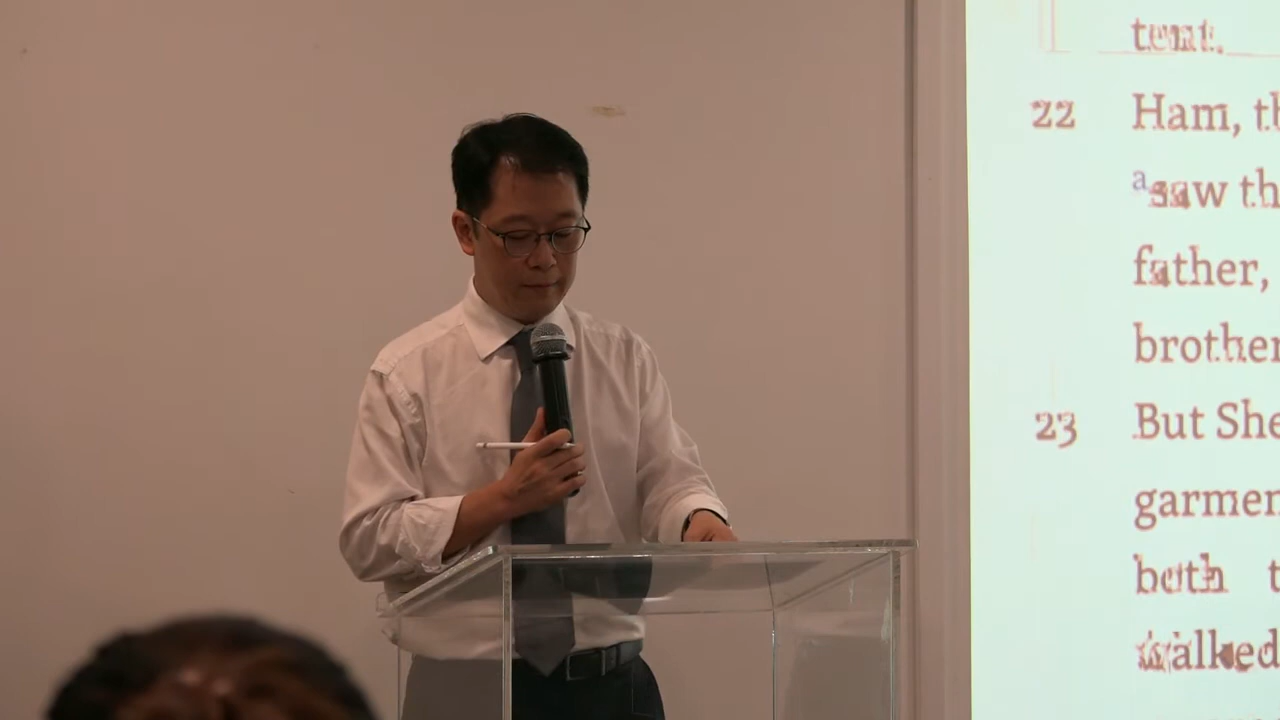 tent.
22 Ham, th
a saw th
father,
brother
23 But She
garmen
both t
walked